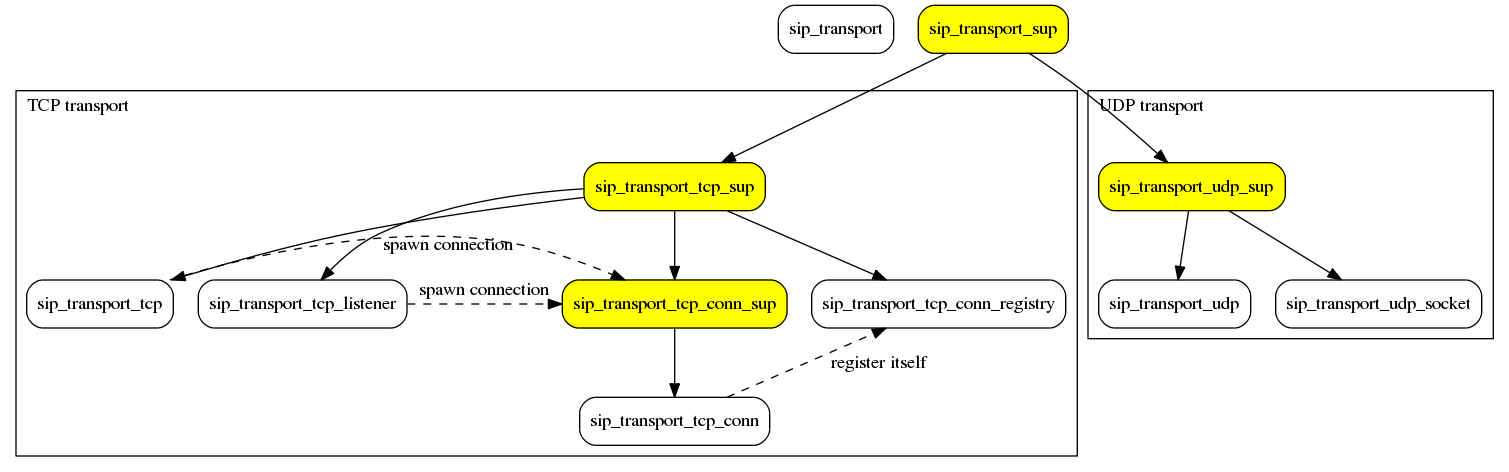 sip_transport
sip_transport_sup
TCP transport
UDP transport
sip_transport_tcp_sup
sip_transport_udp_sup
spawn connection
spawn connection
sip_transport_tcp
sip_transport_tcp_listener
sip_transport_tcp_conn_sup
sip_transport_tcp_conn_registry
sip_transport_udp
sip_transport_udp_socket
register itself
sip_transport_tcp_conn